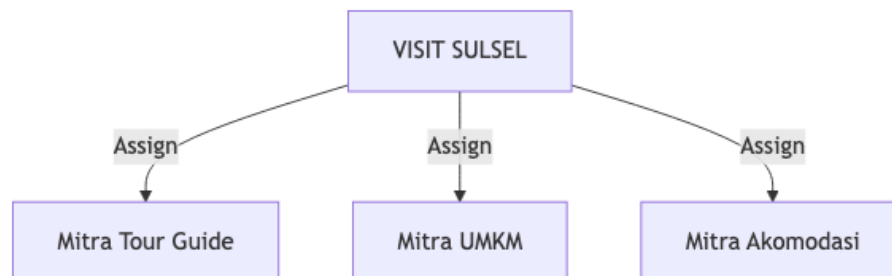 VISIT SULSEL
Assign
Assign
Assign
Mitra Tour Guide
Mitra UMKM
Mitra Akomodasi